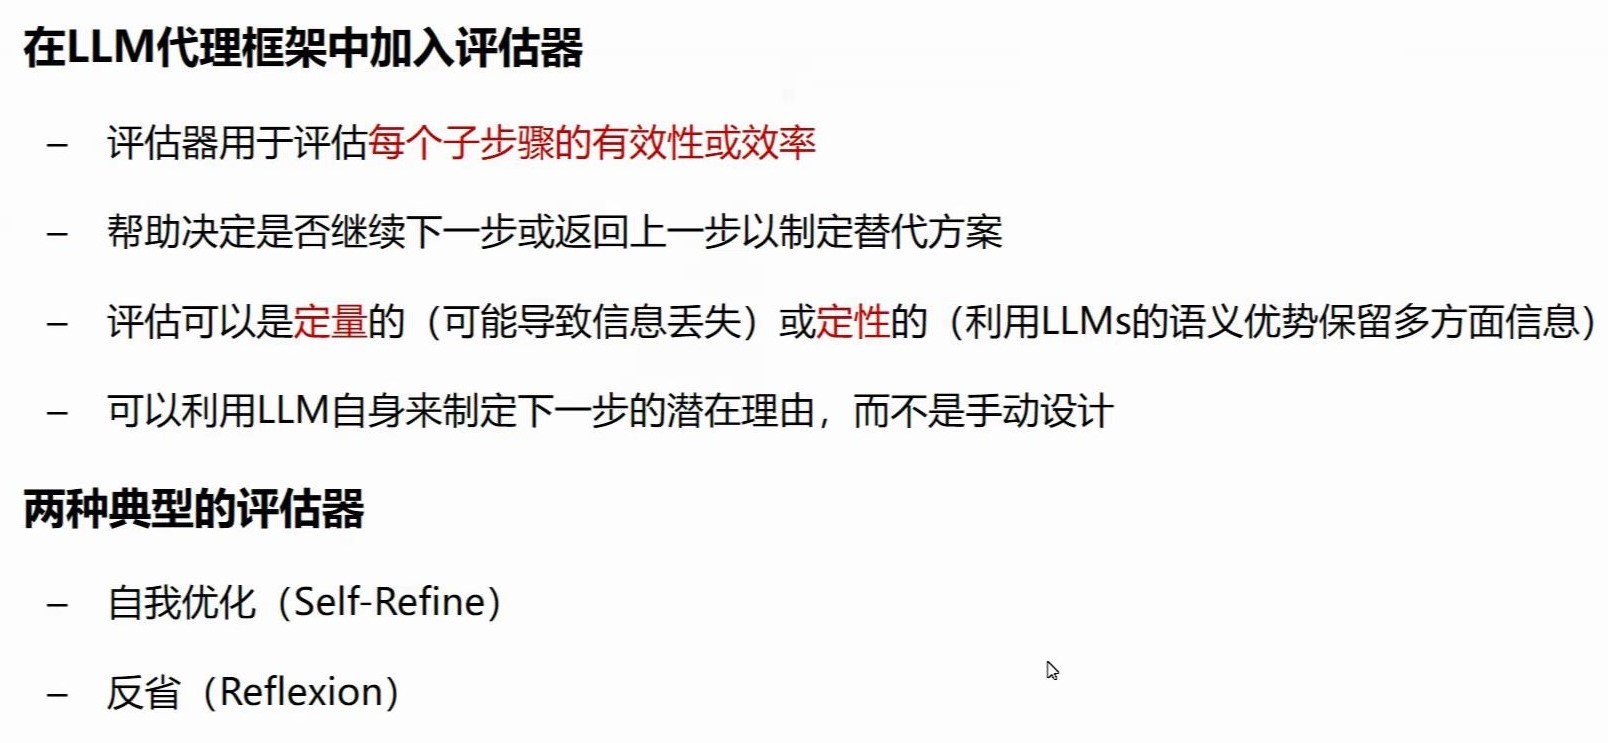 在LLM代理框架中加入评估器
– 评估器用于评估每个子步骤的有效性或效率
– 帮助决定是否继续下一步或返回上一步以制定替代方案
– 评估可以是定量的（可能导致信息丢失）或定性的（利用LLMs的语义优势保留多方面信息）
– 可以利用LLM自身来制定下一步的潜在理由，而不是手动设计
两种典型的评估器
– 自我优化（Self-Refine）
– 反省（Reflexion）